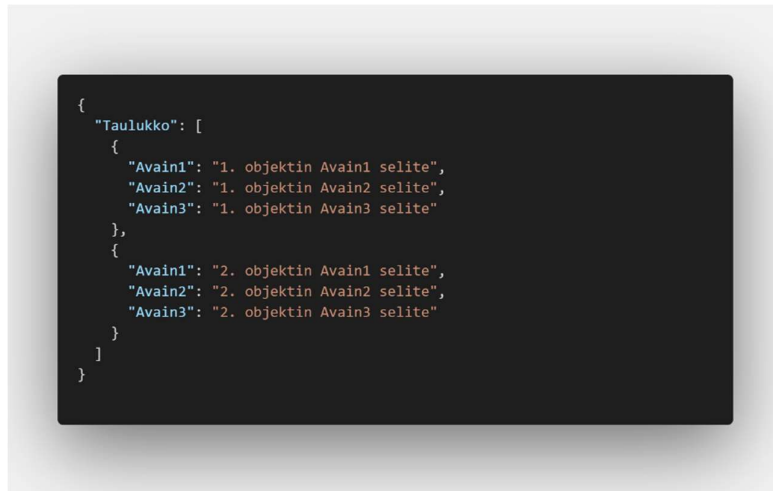 {
  "Taulukko": [
    {
      "Avain1": "1. objektin Avain1 selite",
      "Avain2": "1. objektin Avain2 selite",
      "Avain3": "1. objektin Avain3 selite"
    },
    {
      "Avain1": "2. objektin Avain1 selite",
      "Avain2": "2. objektin Avain2 selite",
      "Avain3": "2. objektin Avain3 selite"
    }
  ]
}